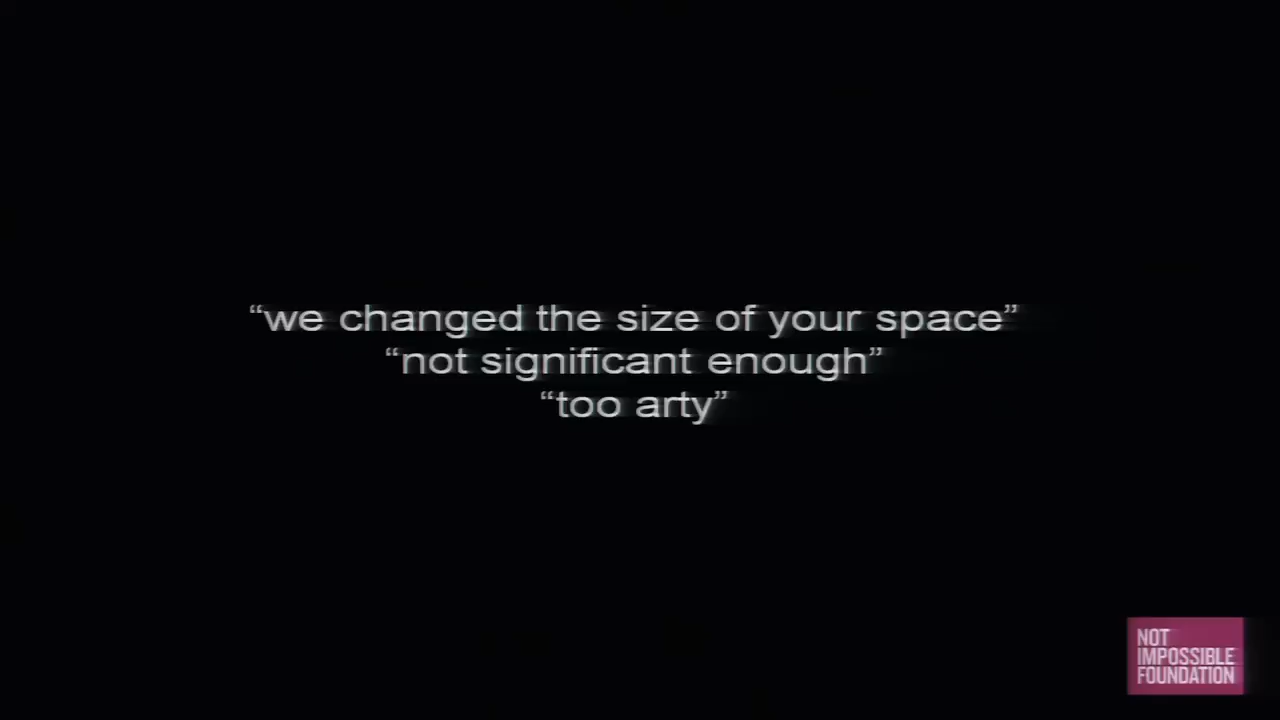 “we changed the size of your space”
“not significant enough”
“too arty”
NOT
IMPOSSIBLE
FOUNDATION